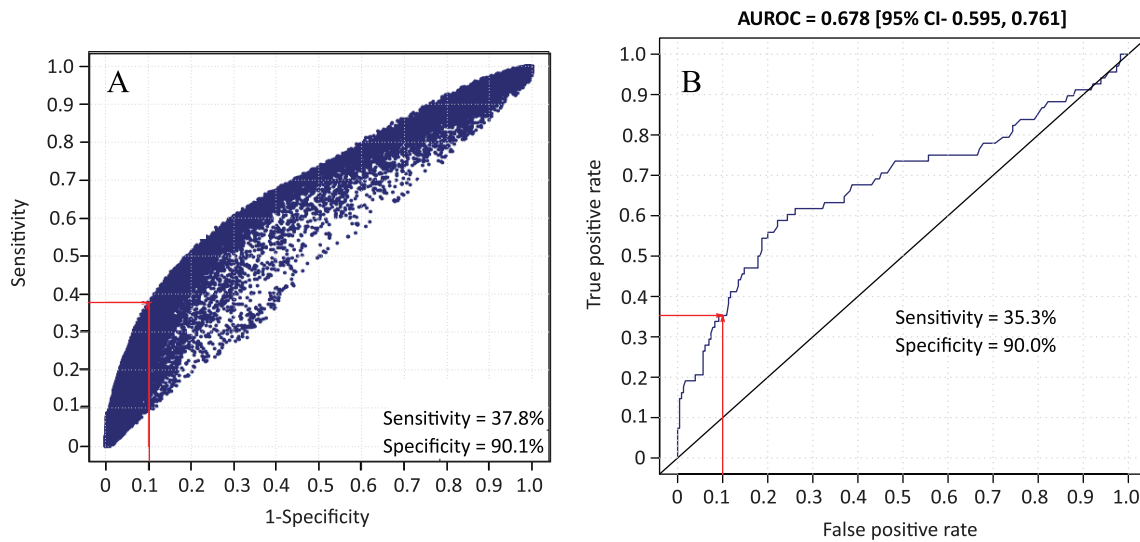 A
1.0
0.9
0.8
0.7
0.6
0.5
0.4
0.3
0.2
0.1
0
Sensitivity
Sensitivity = 37.8%
Specificity = 90.1%
0 0.1 0.2 0.3 0.4 0.5 0.6 0.7 0.8 0.9 1.0
1-Specificity
AUROC = 0.678 [95% CI- 0.595, 0.761]
B
1.0
0.9
0.8
0.7
0.6
0.5
0.4
0.3
0.2
0.1
0
True positive rate
Sensitivity = 35.3%
Specificity = 90.0%
0 0.1 0.2 0.3 0.4 0.5 0.6 0.7 0.8 0.9 1.0
False positive rate